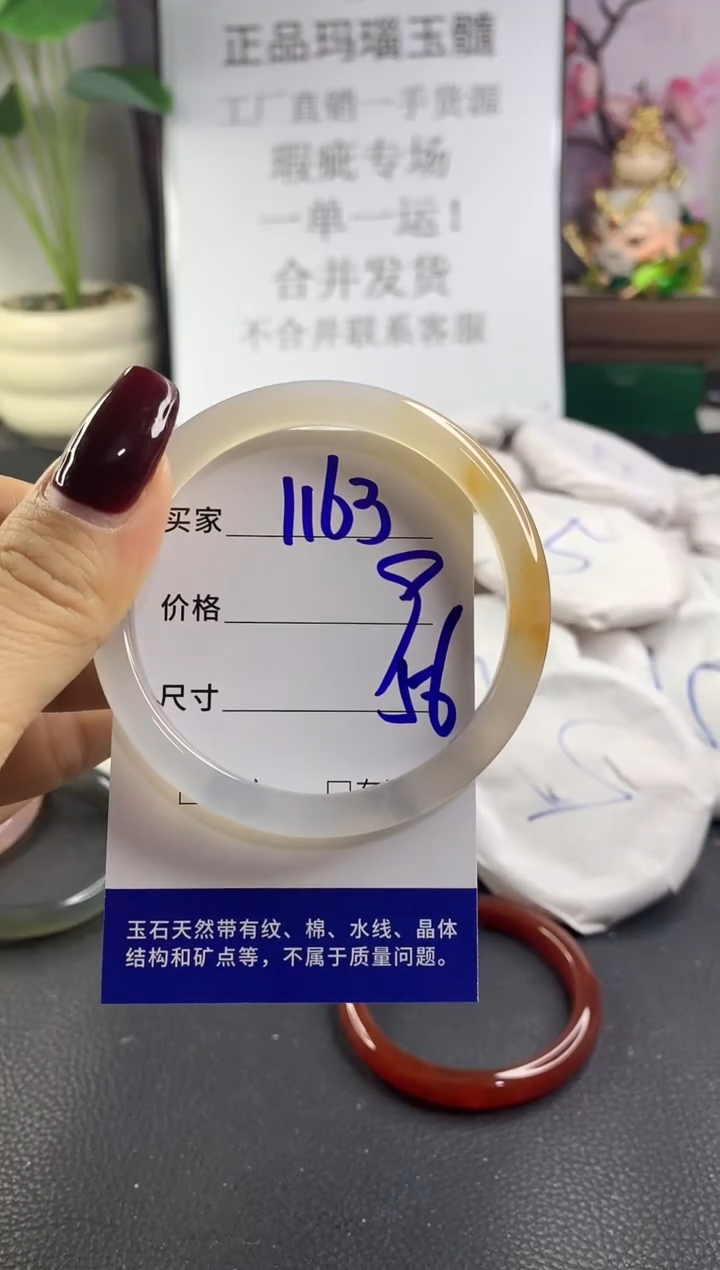 正品玛瑙玉髓
工厂直销一手货源
瑕疵专场
一单一运!
合并发货
不合并联系客服
买家 1163
价格
尺寸 56
玉石天然带有纹、棉、水线、晶体
结构和矿点等，不属于质量问题。